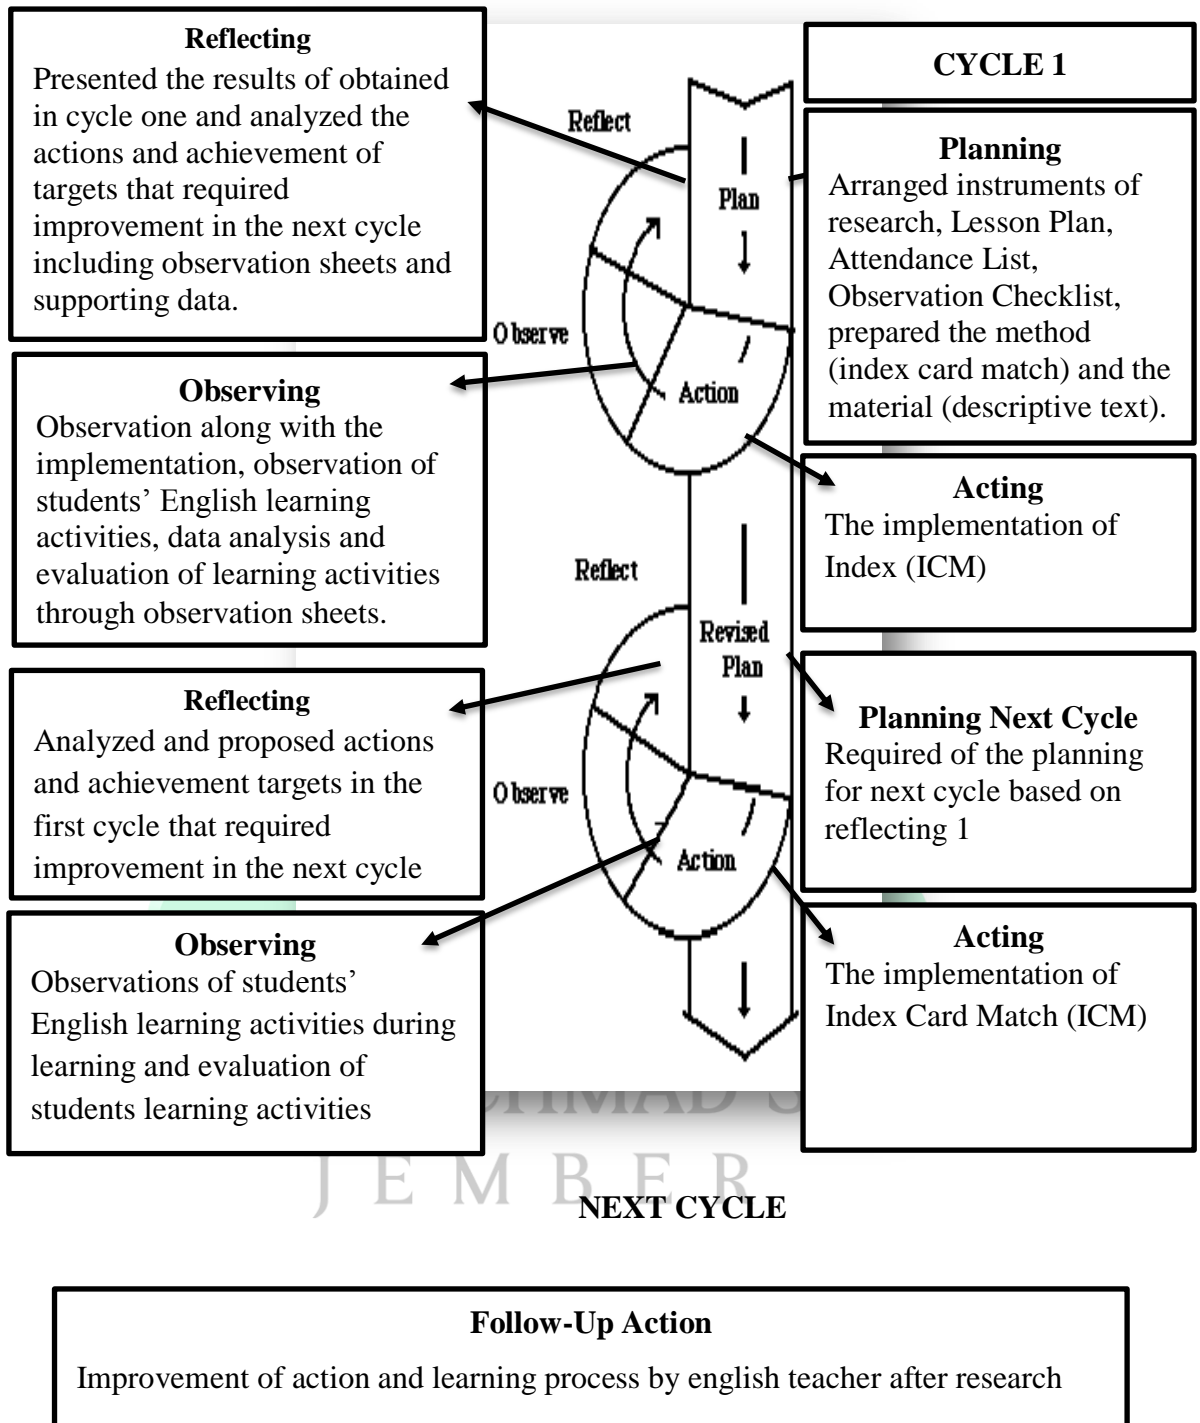 Reflecting
Presented the results of obtained
in cycle one and analyzed the
actions and achievement of
targets that required
improvement in the next cycle
including observation sheets and
supporting data.
CYCLE 1
Planning
Arranged instruments of
research, Lesson Plan,
Attendance List,
Observation Checklist,
prepared the method
(index card match) and the
material (descriptive text).
Reflect
Plan
Observe
Action
Observing
Observation along with the
implementation, observation of
students’ English learning
activities, data analysis and
evaluation of learning activities
through observation sheets.
Acting
The implementation of
Index (ICM)
Reflect
Revised
Plan
Observe
Action
Reflecting
Analyzed and proposed actions
and achievement targets in the
first cycle that required
improvement in the next cycle
Planning Next Cycle
Required of the planning
for next cycle based on
reflecting 1
Observing
Observations of students’
English learning activities during
learning and evaluation of
students learning activities
Acting
The implementation of
Index Card Match (ICM)
JEMBER
NEXT CYCLE
Follow-Up Action
Improvement of action and learning process by english teacher after research